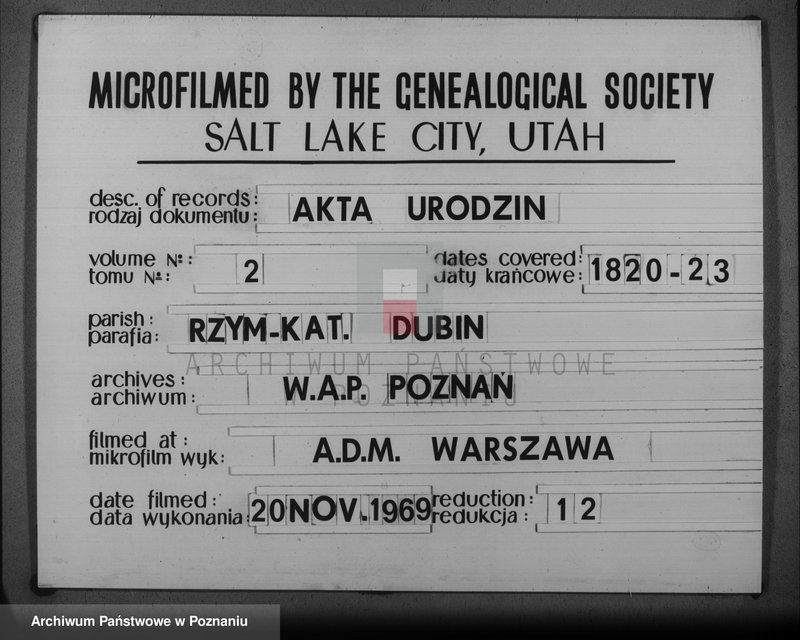 MICROFILMED BY THE GENEALOGICAL SOCIETY
SALT LAKE CITY, UTAH
desc. of records: AKTA URODZIN
rodzaj dokumentu:
volume №: 2 dates covered: 1820-23
tomu №: daty krańcowe:
parish: RZYM-KAT. DUBIN
parafia:
ARCHIWUM PAŃSTWOWE
W POZNANIU
archives: W.A.P. POZNAŃ
archiwum:
filmed at: A.D.M. WARSZAWA
mikrofilm wyk:
date filmed: 20 NOV. 1969 reduction: 12
data wykonania: redukcja:
Archiwum Państwowe w Poznaniu